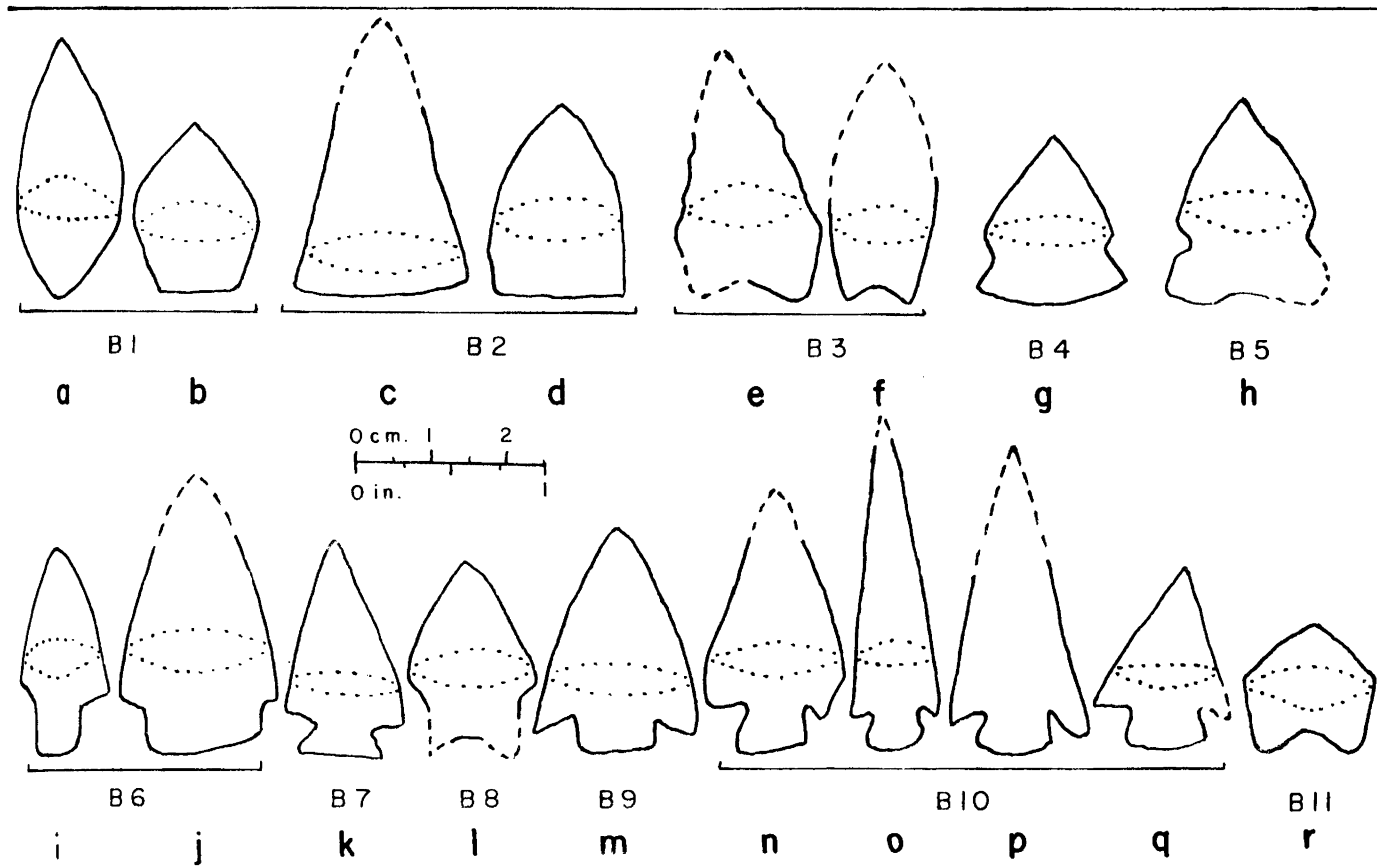 B1 B2 B3 B4 B5
a b c d e f g h
0 cm. 1 2
0 in. 1
B6 B7 B8 B9 B10 B11
i j k l m n o p q r